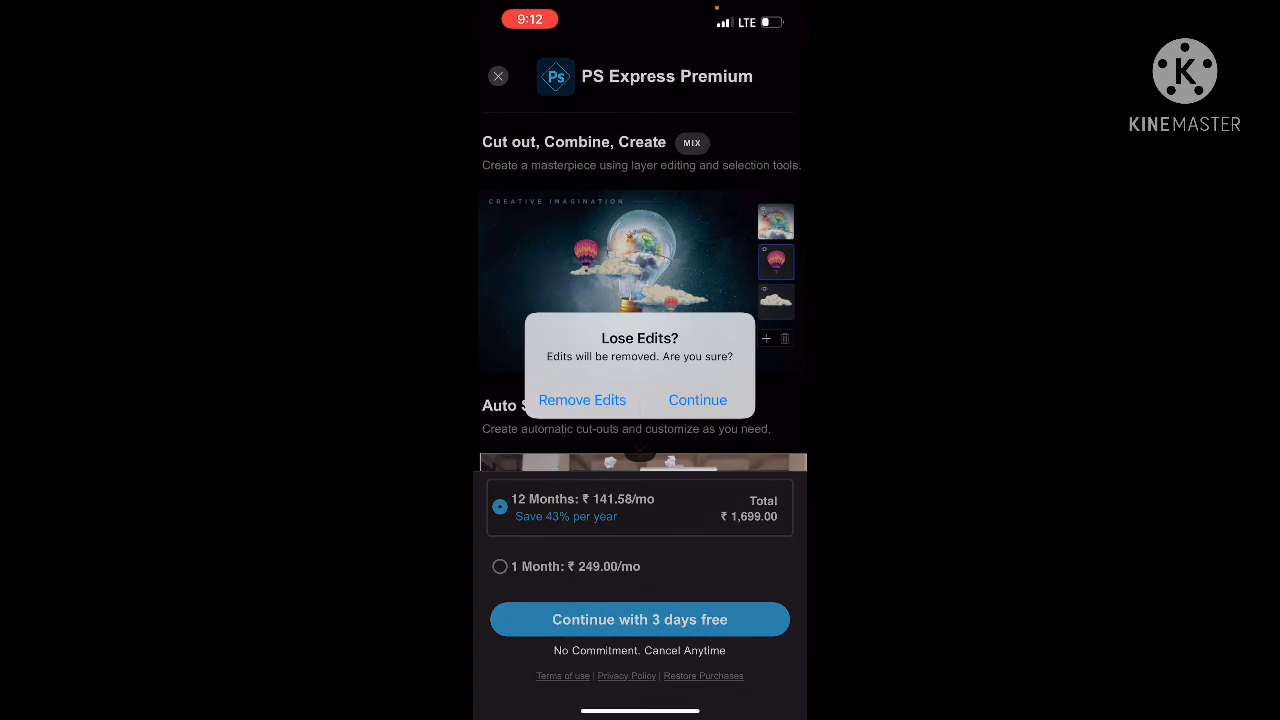 9:12
LTE
KINEMASTER
Ps
PS Express Premium
Cut out, Combine, Create MIX
Create a masterpiece using layer editing and selection tools.
CREATIVE IMAGINATION
Lose Edits?
Edits will be removed. Are you sure?
Remove Edits Continue
Auto
Create automatic cut-outs and customize as you need.
12 Months: ₹ 141.58/mo
Save 43% per year
Total
₹ 1,699.00
1 Month: ₹ 249.00/mo
Continue with 3 days free
No Commitment. Cancel Anytime
Terms of use | Privacy Policy | Restore Purchases